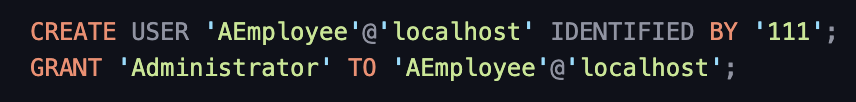 CREATE USER 'AEmployee'@'localhost' IDENTIFIED BY '111';
GRANT 'Administrator' TO 'AEmployee'@'localhost';